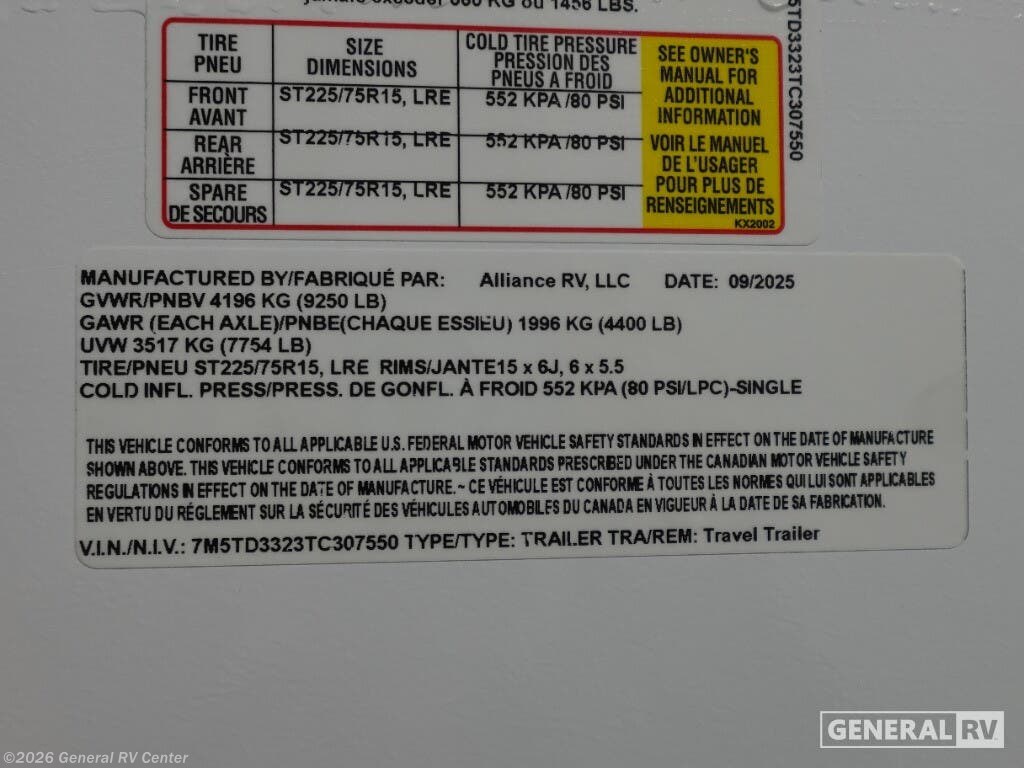 jamais excéder 660 KG ou 1456 LBS.
5TD3323TC307550
TIRE PNEU SIZE DIMENSIONS COLD TIRE PRESSURE PRESSION DES PNEUS A FROID
FRONT AVANT ST225/75R15, LRE 552 KPA /80 PSI
REAR ARRIÈRE ST225/75R15, LRE 552 KPA /80 PSI
SPARE DE SECOURS ST225/75R15, LRE 552 KPA /80 PSI
SEE OWNER'S
MANUAL FOR
ADDITIONAL
INFORMATION
VOIR LE MANUEL
DE L'USAGER
POUR PLUS DE
RENSEIGNEMENTS
KX2002
MANUFACTURED BY/FABRIQUÉ PAR: Alliance RV, LLC DATE: 09/2025
GVWR/PNBV 4196 KG (9250 LB)
GAWR (EACH AXLE)/PNBE(CHAQUE ESSIEU) 1996 KG (4400 LB)
UVW 3517 KG (7754 LB)
TIRE/PNEU ST225/75R15, LRE RIMS/JANTE15 x 6J, 6 x 5.5
COLD INFL. PRESS/PRESS. DE GONFL. À FROID 552 KPA (80 PSI/LPC)-SINGLE
THIS VEHICLE CONFORMS TO ALL APPLICABLE U.S. FEDERAL MOTOR VEHICLE SAFETY STANDARDS IN EFFECT ON THE DATE OF MANUFACTURE
SHOWN ABOVE. THIS VEHICLE CONFORMS TO ALL APPLICABLE STANDARDS PRESCRIBED UNDER THE CANADIAN MOTOR VEHICLE SAFETY
REGULATIONS IN EFFECT ON THE DATE OF MANUFACTURE. ~ CE VÉHICULE EST CONFORME À TOUTES LES NORMES QUI LUI SONT APPLICABLES
EN VERTU DU RÉGLEMENT SUR LA SÉCURITÉ DES VÉHICULES AUTOMOBILES DU CANADA EN VIGUEUR À LA DATE DE SA FABRICATION.
V.I.N./N.I.V.: 7M5TD3323TC307550 TYPE/TYPE: TRAILER TRA/REM: Travel Trailer
GENERAL RV
©2026 General RV Center